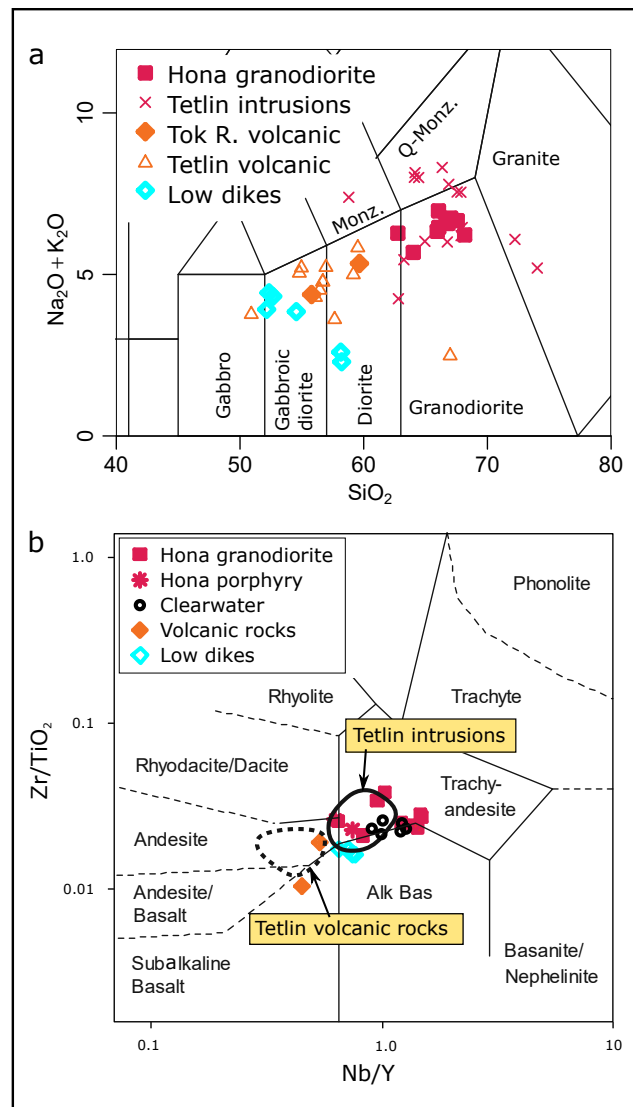 a
Hona granodiorite
Tetlin intrusions
Tok R. volcanic
Tetlin volcanic
Low dikes
Q-Monz.
Granite
Monz.
Gabbro
Gabbroic
diorite
Diorite
Granodiorite
Na₂O + K₂O
10
5
0
40
50
60
70
80
SiO₂
b
Hona granodiorite
Hona porphyry
Clearwater
Volcanic rocks
Low dikes
Phonolite
Rhyolite
Trachyte
Tetlin intrusions
Rhyodacite/Dacite
Trachy-
andesite
Andesite
Andesite/
Basalt
Alk Bas
Tetlin volcanic rocks
Subalkaline
Basalt
Basanite/
Nephelinite
Zr/TiO₂
1.0
0.1
0.01
0.1
1.0
10
Nb/Y